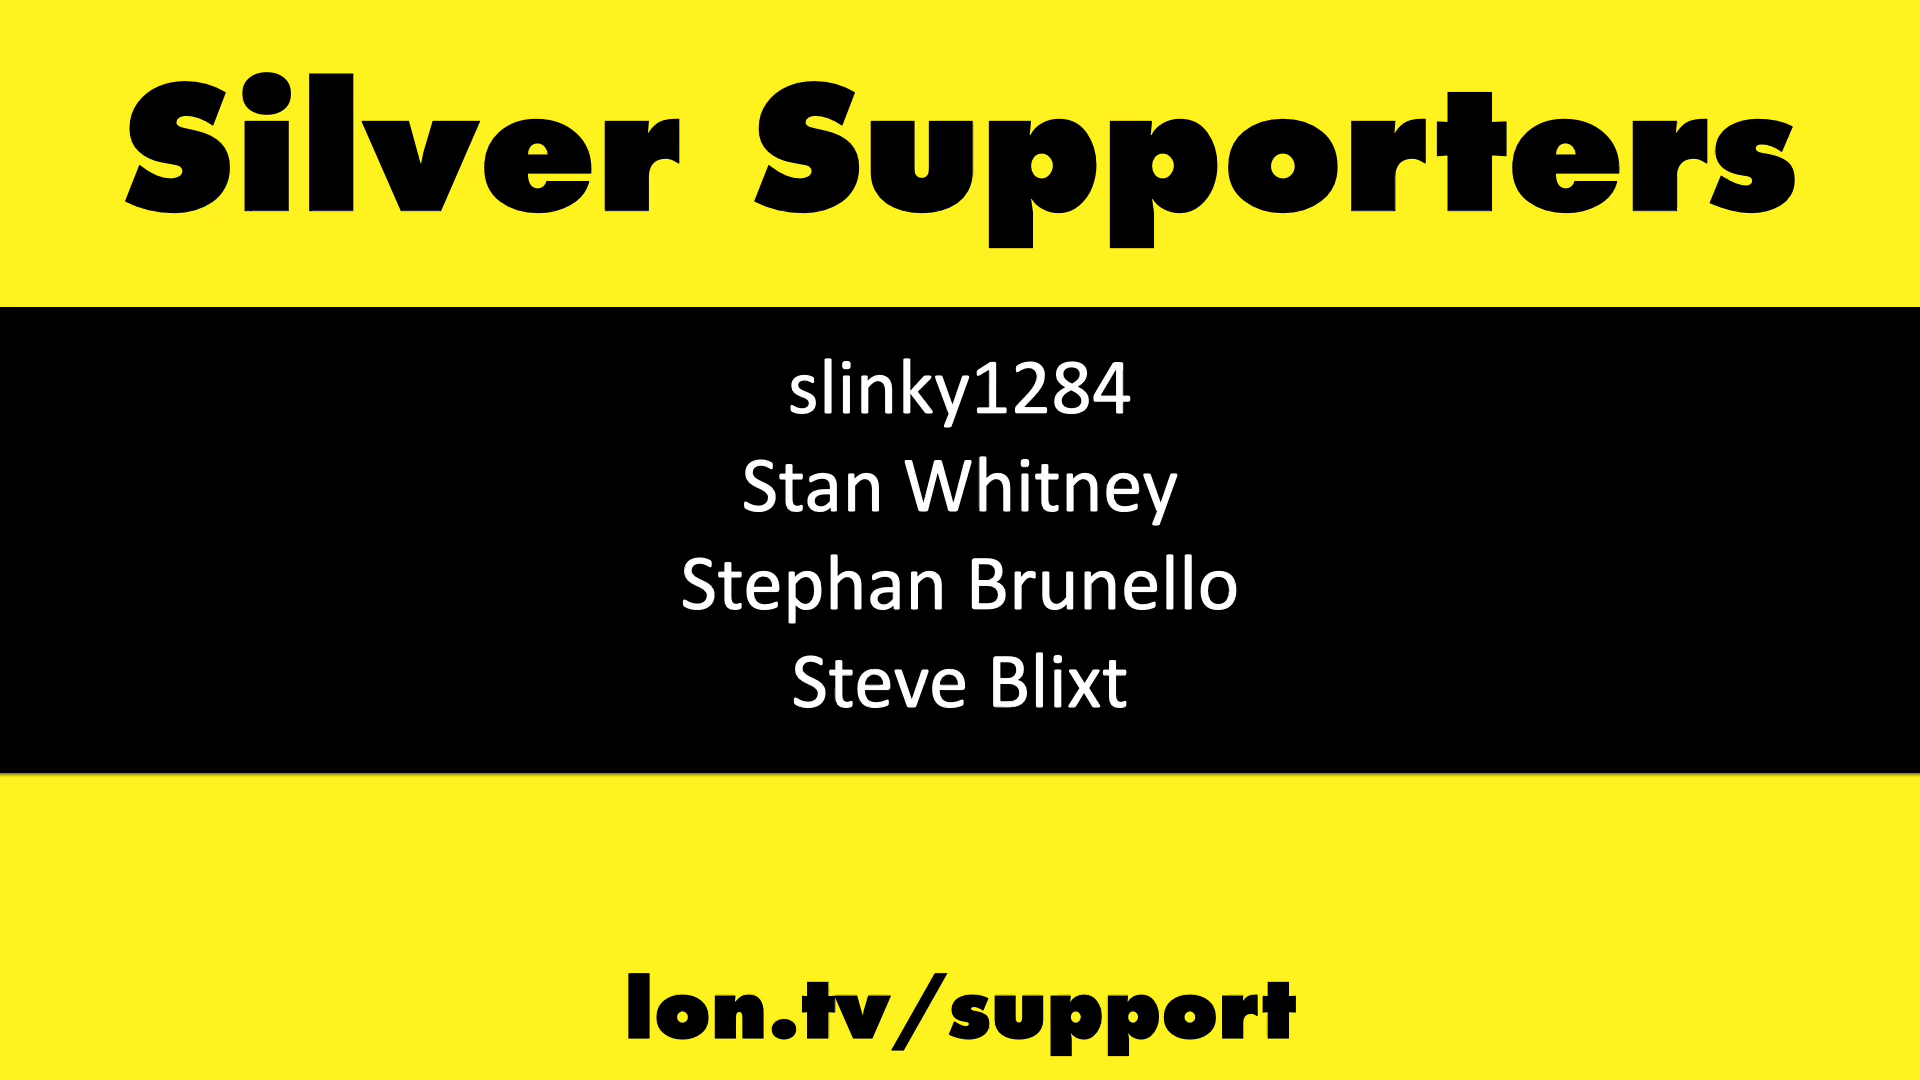 Silver Supporters
slinky1284
Stan Whitney
Stephan Brunello
Steve Blixt
lon.tv/support